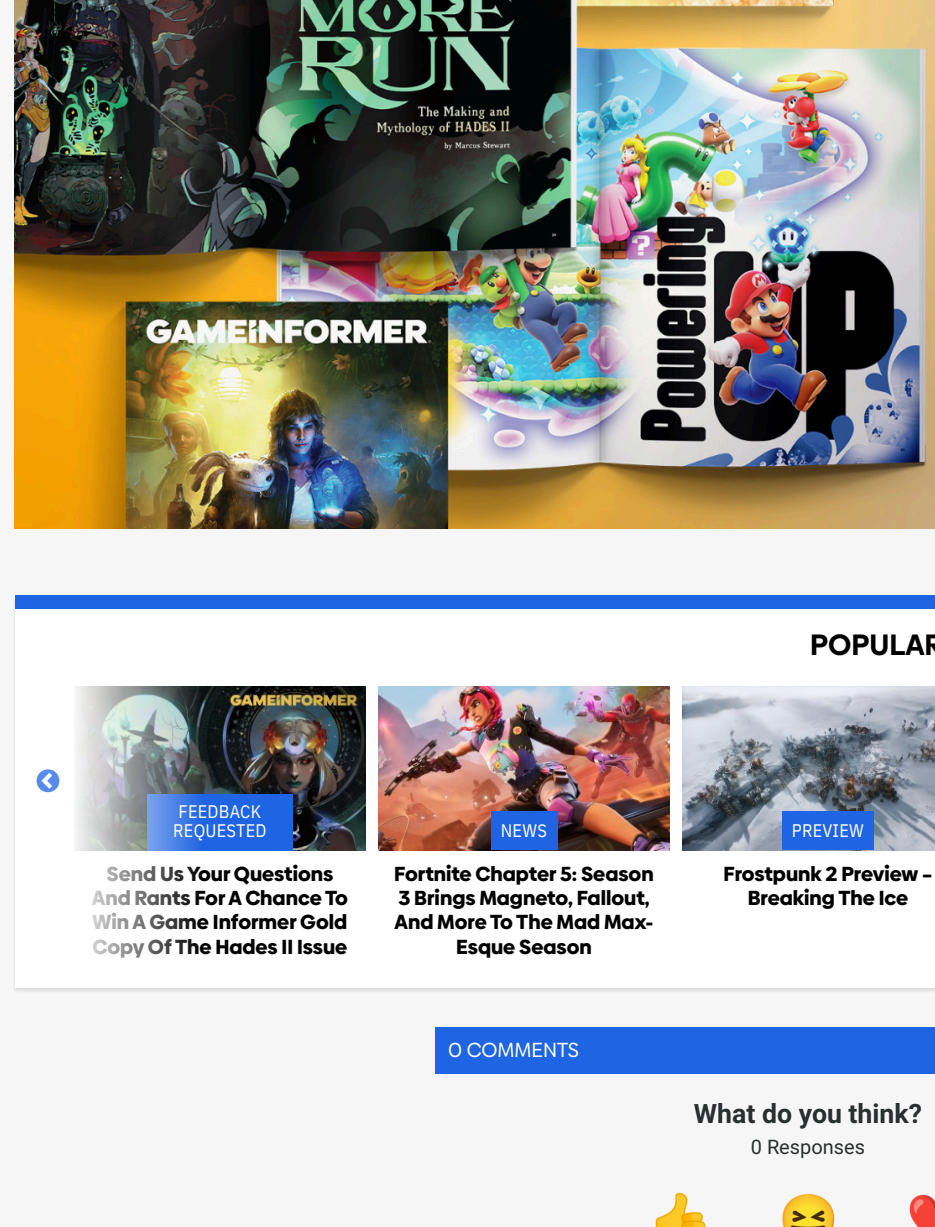 MORE
RUN
The Making and
Mythology of HADES II
by Marcus Stewart
Powering
UP
GAMEINFORMER
POPULAR
GAMEINFORMER
FEEDBACK
REQUESTED
Send Us Your Questions
And Rants For A Chance To
Win A Game Informer Gold
Copy Of The Hades II Issue
NEWS
Fortnite Chapter 5: Season
3 Brings Magneto, Fallout,
And More To The Mad Max-
Esque Season
PREVIEW
Frostpunk 2 Preview –
Breaking The Ice
0 COMMENTS
What do you think?
0 Responses